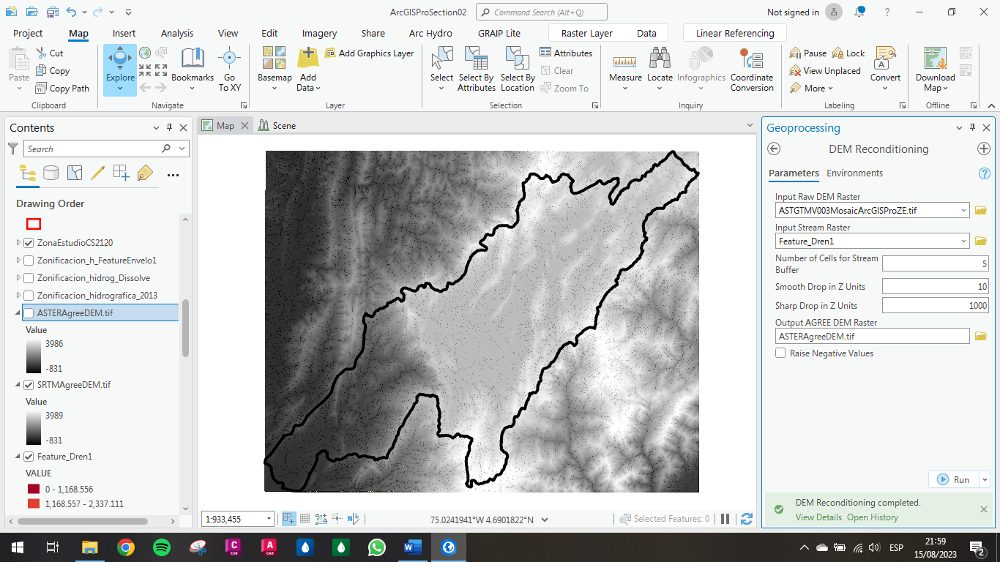 ArcGISProSection02
Command Search (Alt+Q)
Not signed in
?
Project
Map
Insert
Analysis
View
Edit
Imagery
Share
Arc Hydro
GRAIP Lite
Raster Layer
Data
Linear Referencing
Paste
Cut
Copy
Copy Path
Clipboard
Explore
Bookmarks
Go
To XY
Navigate
Basemap
Add
Data
Add Graphics Layer
Layer
Select
Select By
Attributes
Select By
Location
Attributes
Clear
Zoom To
Selection
Measure
Locate
Infographics
Coordinate
Conversion
Inquiry
Pause
Lock
View Unplaced
More
Convert
Labeling
Download
Map
Offline
Contents
Search
Drawing Order
ZonaEstudioCS2120
Zonificacion_h_FeatureEnvelo1
Zonificacion_hidrog_Dissolve
Zonificacion_hidrografica_2013
ASTERAgreeDEM.tif
Value
3986
-831
SRTMAgreeDEM.tif
Value
3989
-831
Feature_Dren1
VALUE
0 - 1,168.556
1,168.557 - 2,337.111
Map
Scene
1:933,455
75.0241941°W 4.6901822°N
Selected Features: 0
Geoprocessing
DEM Reconditioning
Parameters
Environments
?
Input Raw DEM Raster
ASTGTMV003MosaicArcGISProZE.tif
Input Stream Raster
Feature_Dren1
Number of Cells for Stream
Buffer
5
Smooth Drop in Z Units
10
Sharp Drop in Z Units
1000
Output AGREE DEM Raster
ASTERAgreeDEM.tif
Raise Negative Values
Run
DEM Reconditioning completed.
View Details Open History
C
C3D
A
CAD
W
ESP
21:59
15/08/2023
2